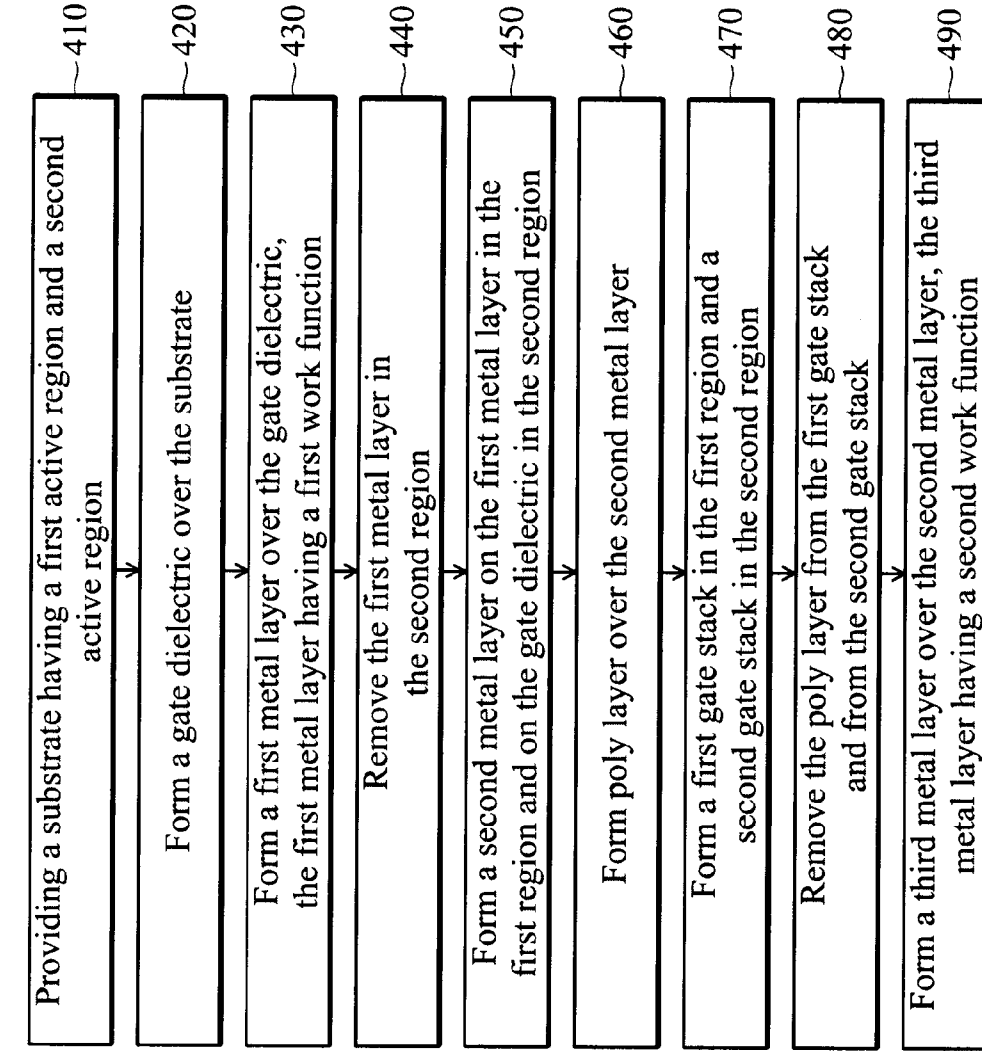 Providing a substrate having a first active region and a second
active region
410
Form a gate dielectric over the substrate
420
Form a first metal layer over the gate dielectric,
the first metal layer having a first work function
430
Remove the first metal layer in
the second region
440
Form a second metal layer on the first metal layer in the
first region and on the gate dielectric in the second region
450
Form poly layer over the second metal layer
460
Form a first gate stack in the first region and a
second gate stack in the second region
470
Remove the poly layer from the first gate stack
and from the second gate stack
480
Form a third metal layer over the second metal layer, the third
metal layer having a second work function
490